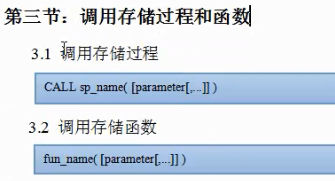 第三节：调用存储过程和函数
3.1 调用存储过程
CALL sp_name( [parameter[,...]] )
3.2 调用存储函数
fun_name( [parameter[,...]] )